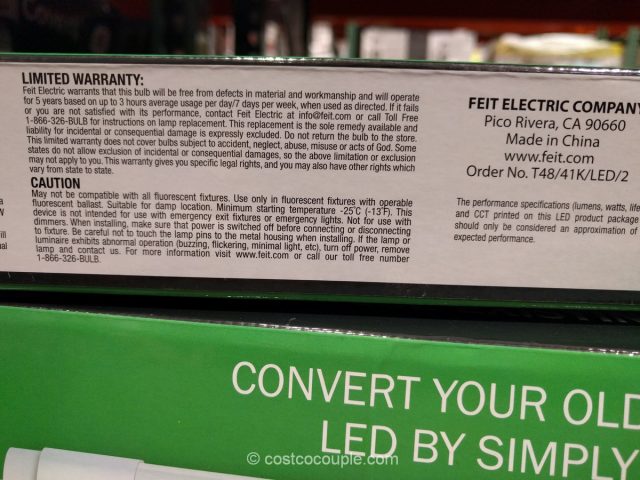 LIMITED WARRANTY:
Feit Electric warrants that this bulb will be free from defects in material and workmanship and will operate
for 5 years based on up to 3 hours average usage per day/7 days per week, when used as directed. If it fails
or you are not satisfied with its performance, contact Feit Electric at info@feit.com or call Toll Free
1-866-326-BULB for instructions on lamp replacement. This replacement is the sole remedy available and
liability for incidental or consequential damage is expressly excluded. Do not return the bulb to the store.
This limited warranty does not cover bulbs subject to accident, neglect, abuse, misuse or acts of God. Some
states do not allow exclusion of incidental or consequential damages, so the above limitation or exclusion
may not apply to you. This warranty gives you specific legal rights, and you may also have other rights which
vary from state to state.
CAUTION
May not be compatible with all fluorescent fixtures. Use only in fluorescent fixtures with operable
fluorescent ballast. Suitable for damp location. Minimum starting temperature -25°C (-13°F). This
device is not intended for use with emergency exit fixtures or emergency lights. Not for use with
dimmers. When installing, make sure that power is switched off before connecting or disconnecting
to fixture. Be careful not to touch the lamp pins to the metal housing when installing. If the lamp or
luminaire exhibits abnormal operation (buzzing, flickering, minimal light, etc), turn off power, remove
lamp and contact us. For more information visit www.feit.com or call our toll free number
1-866-326-BULB.
FEIT ELECTRIC COMPANY
Pico Rivera, CA 90660
Made in China
www.feit.com
Order No. T48/41K/LED/2
The performance specifications (lumens, watts, life
and CCT printed on this LED product package
should only be considered an approximation of
expected performance.
CONVERT YOUR OLD
LED BY SIMPLY
© costcocouple.com